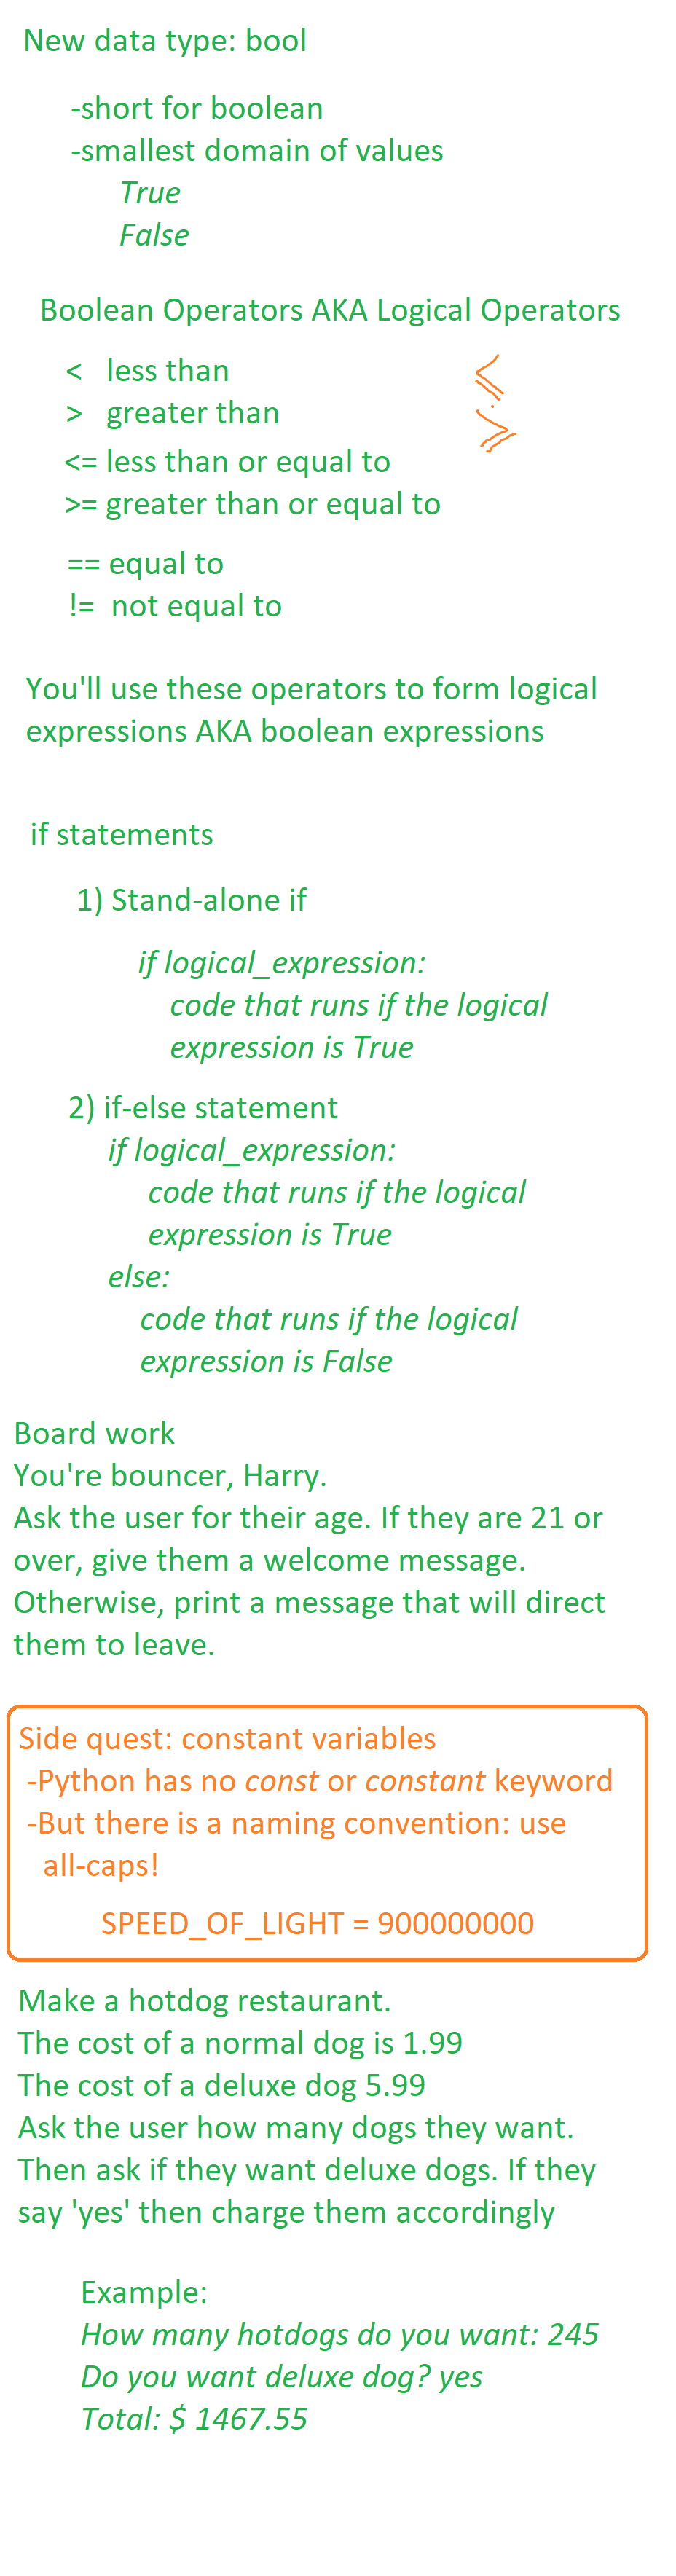 New data type: bool
-short for boolean
-smallest domain of values
True
False
Boolean Operators AKA Logical Operators
< less than
> greater than
<= less than or equal to
>= greater than or equal to
≤
≥
== equal to
!= not equal to
You'll use these operators to form logical
expressions AKA boolean expressions
if statements
1) Stand-alone if
if logical_expression:
code that runs if the logical
expression is True
2) if-else statement
if logical_expression:
code that runs if the logical
expression is True
else:
code that runs if the logical
expression is False
Board work
You're bouncer, Harry.
Ask the user for their age. If they are 21 or
over, give them a welcome message.
Otherwise, print a message that will direct
them to leave.
Side quest: constant variables
-Python has no const or constant keyword
-But there is a naming convention: use
all-caps!
SPEED_OF_LIGHT = 900000000
Make a hotdog restaurant.
The cost of a normal dog is 1.99
The cost of a deluxe dog 5.99
Ask the user how many dogs they want.
Then ask if they want deluxe dogs. If they
say 'yes' then charge them accordingly
Example:
How many hotdogs do you want: 245
Do you want deluxe dog? yes
Total: $ 1467.55